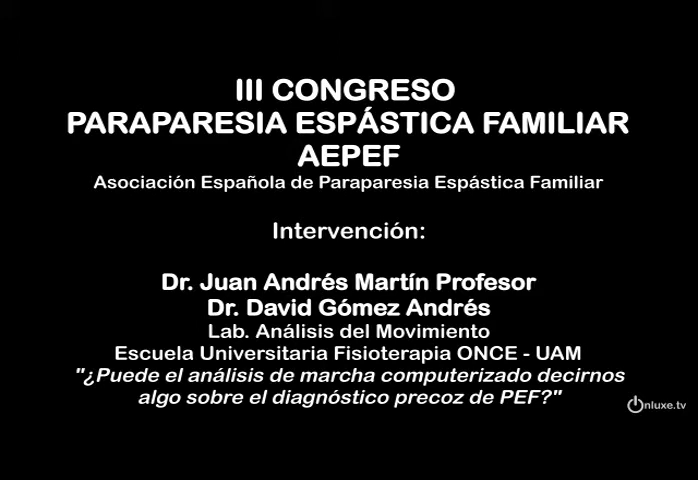 III CONGRESO
PARAPARESIA ESPÁSTICA FAMILIAR
AEPEF
Asociación Española de Paraparesia Espástica Familiar
Intervención:
Dr. Juan Andrés Martín Profesor
Dr. David Gómez Andrés
Lab. Análisis del Movimiento
Escuela Universitaria Fisioterapia ONCE - UAM
"¿Puede el análisis de marcha computerizado decirnos
algo sobre el diagnóstico precoz de PEF?"
Onluxe.tv